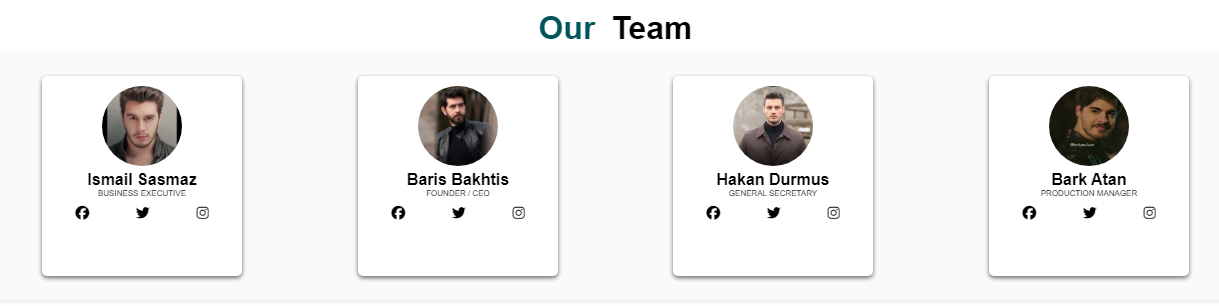 Our Team
Ismail Sasmaz
BUSINESS EXECUTIVE
Baris Bakhtis
FOUNDER / CEO
Hakan Durmus
GENERAL SECRETARY
Bark Atan
PRODUCTION MANAGER